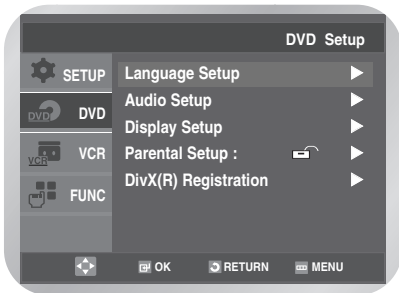 DVD Setup
SETUP
Language Setup
Audio Setup
DVD DVD
Display Setup
VCR VCR
Parental Setup :
DivX(R) Registration
FUNC
OK RETURN MENU